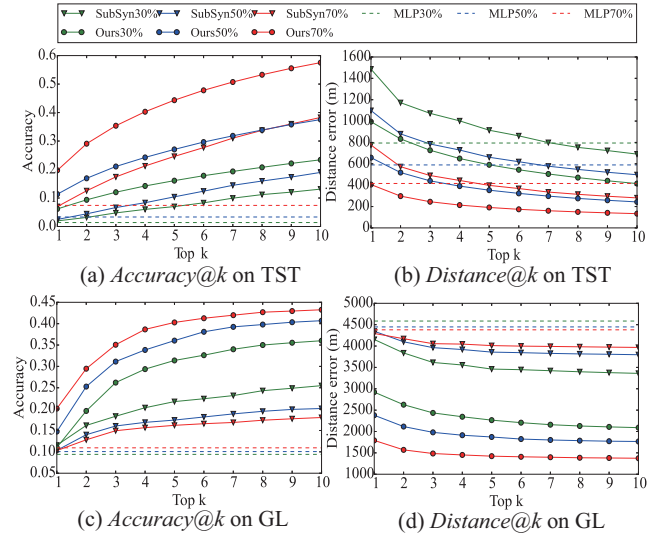 SubSyn30% SubSyn50% SubSyn70% MLP30% MLP50% MLP70%
Ours30% Ours50% Ours70%
0.6
0.5
0.4
0.3
0.2
0.1
0.0
Accuracy
1 2 3 4 5 6 7 8 9 10
Top k
(a) Accuracy@k on TST
1600
1400
1200
1000
800
600
400
200
0
Distance error (m)
1 2 3 4 5 6 7 8 9 10
Top k
(b) Distance@k on TST
0.45
0.40
0.35
0.30
0.25
0.20
0.15
0.10
0.05
Accuracy
1 2 3 4 5 6 7 8 9 10
Top k
(c) Accuracy@k on GL
5000
4500
4000
3500
3000
2500
2000
1500
1000
Distance error (m)
1 2 3 4 5 6 7 8 9 10
Top k
(d) Distance@k on GL